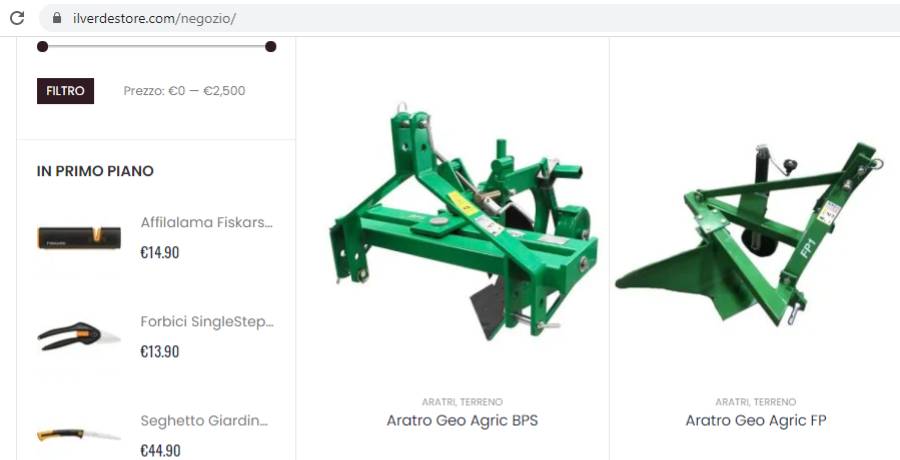 ilverdestore.com/negozio/
FILTRO
Prezzo: €0 — €2,500
IN PRIMO PIANO
Affilalama Fiskars...
€14.90
Forbici SingleStep...
€13.90
Seghetto Giardin...
€44.90
FP1
ARATRI, TERRENO
Aratro Geo Agric BPS
ARATRI, TERRENO
Aratro Geo Agric FP